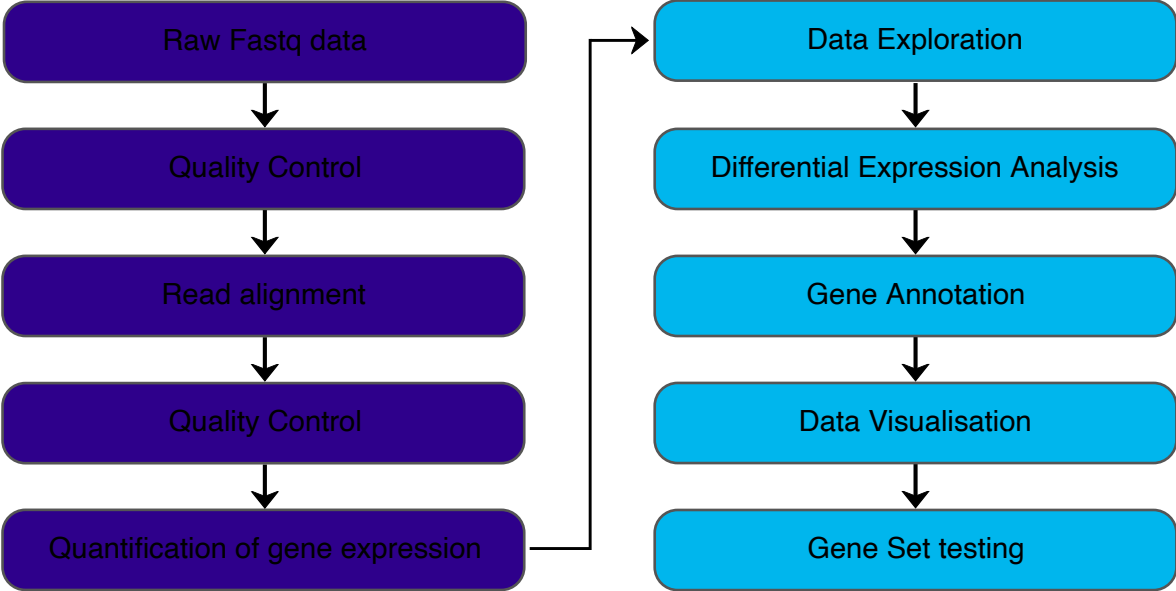 Raw Fastq data
Quality Control
Read alignment
Quality Control
Quantification of gene expression
Data Exploration
Differential Expression Analysis
Gene Annotation
Data Visualisation
Gene Set testing